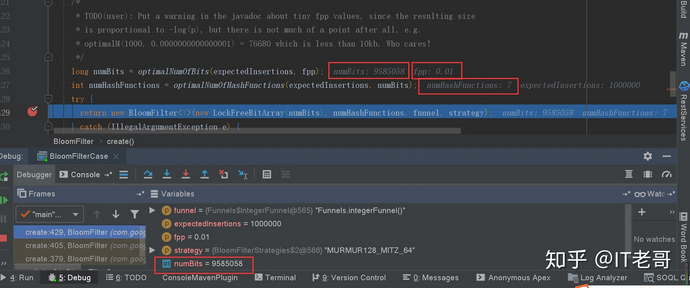 /*
* TODO(user): Put a warning in the javadoc about tiny fpp values, since the resulting size
* is proportional to -log(p), but there is not much of a point after all, e.g.
* optimalM(1000, 0.0000000000000001) = 76680 which is less than 10kb. Who cares!
*/
26 long numBits = optimalNumOfBits(expectedInsertions, fpp); numBits: 9585058 fpp: 0.01
27 int numHashFunctions = optimalNumOfHashFunctions(expectedInsertions, numBits); numHashFunctions: 7 expectedInsertions: 1000000
28 try {
429 return new BloomFilter<T>(new LockFreeBitArray(numBits), numHashFunctions, funnel, strategy); numBits: 9585058 numHashFunctions: 7
30 } catch (IllegalArgumentException e) {
BloomFilter › create()
Debug: BloomFilterCase
Debugger Console
Frames Variables Watc
"main"...
create:429, BloomFilter (com.goog
create:405, BloomFilter (com.goog
create:379, BloomFilter (com.goog
funnel = {Funnels$IntegerFunnel@565} "Funnels.integerFunnel()"
expectedInsertions = 1000000
fpp = 0.01
strategy = {BloomFilterStrategies$2@566} "MURMUR128_MITZ_64"
numBits = 9585058
No watches
Build
Maven
RestServices
知乎 @IT老哥
4: Run 5: Debug 6: TODO ConsoleMavenPlugin Terminal 9: Version Control 0: Messages Anonymous Apex Log Analyzer SOQL Q